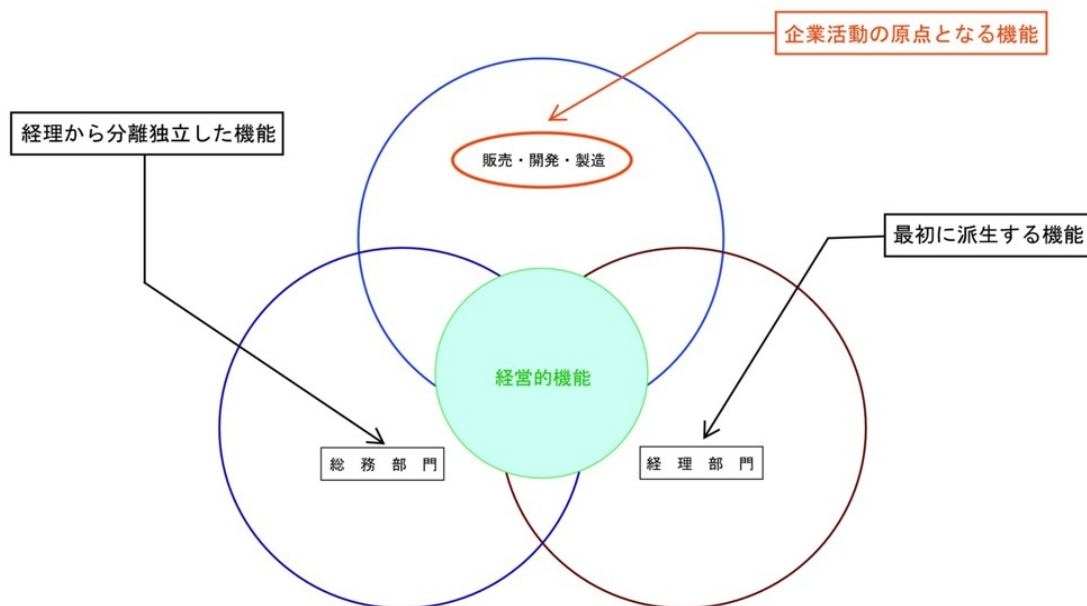 企業活動の原点となる機能
経理から分離独立した機能
販売・開発・製造
最初に派生する機能
経営的機能
総務部門
経理部門